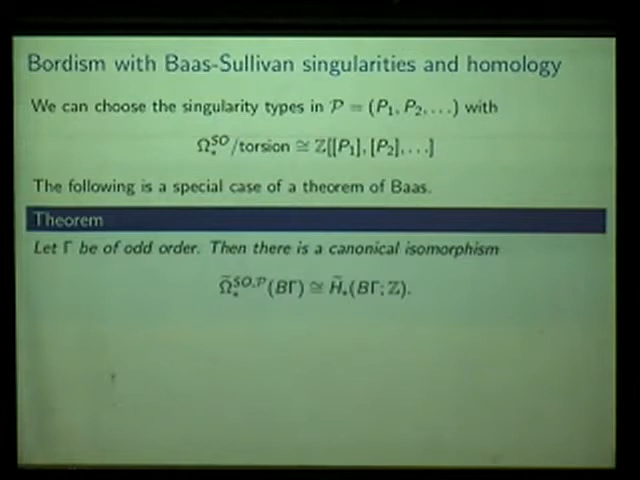 Bordism with Baas-Sullivan singularities and homology
We can choose the singularity types in 𝒫 = (P₁, P₂, . . .) with
Ω_*^{SO}/torsion ≅ ℤ[[P₁], [P₂], . . .]
The following is a special case of a theorem of Baas.
Theorem
Let Γ be of odd order. Then there is a canonical isomorphism
Ω̃_*^{SO,𝒫}(BΓ) ≅ H̃_*(BΓ; ℤ).